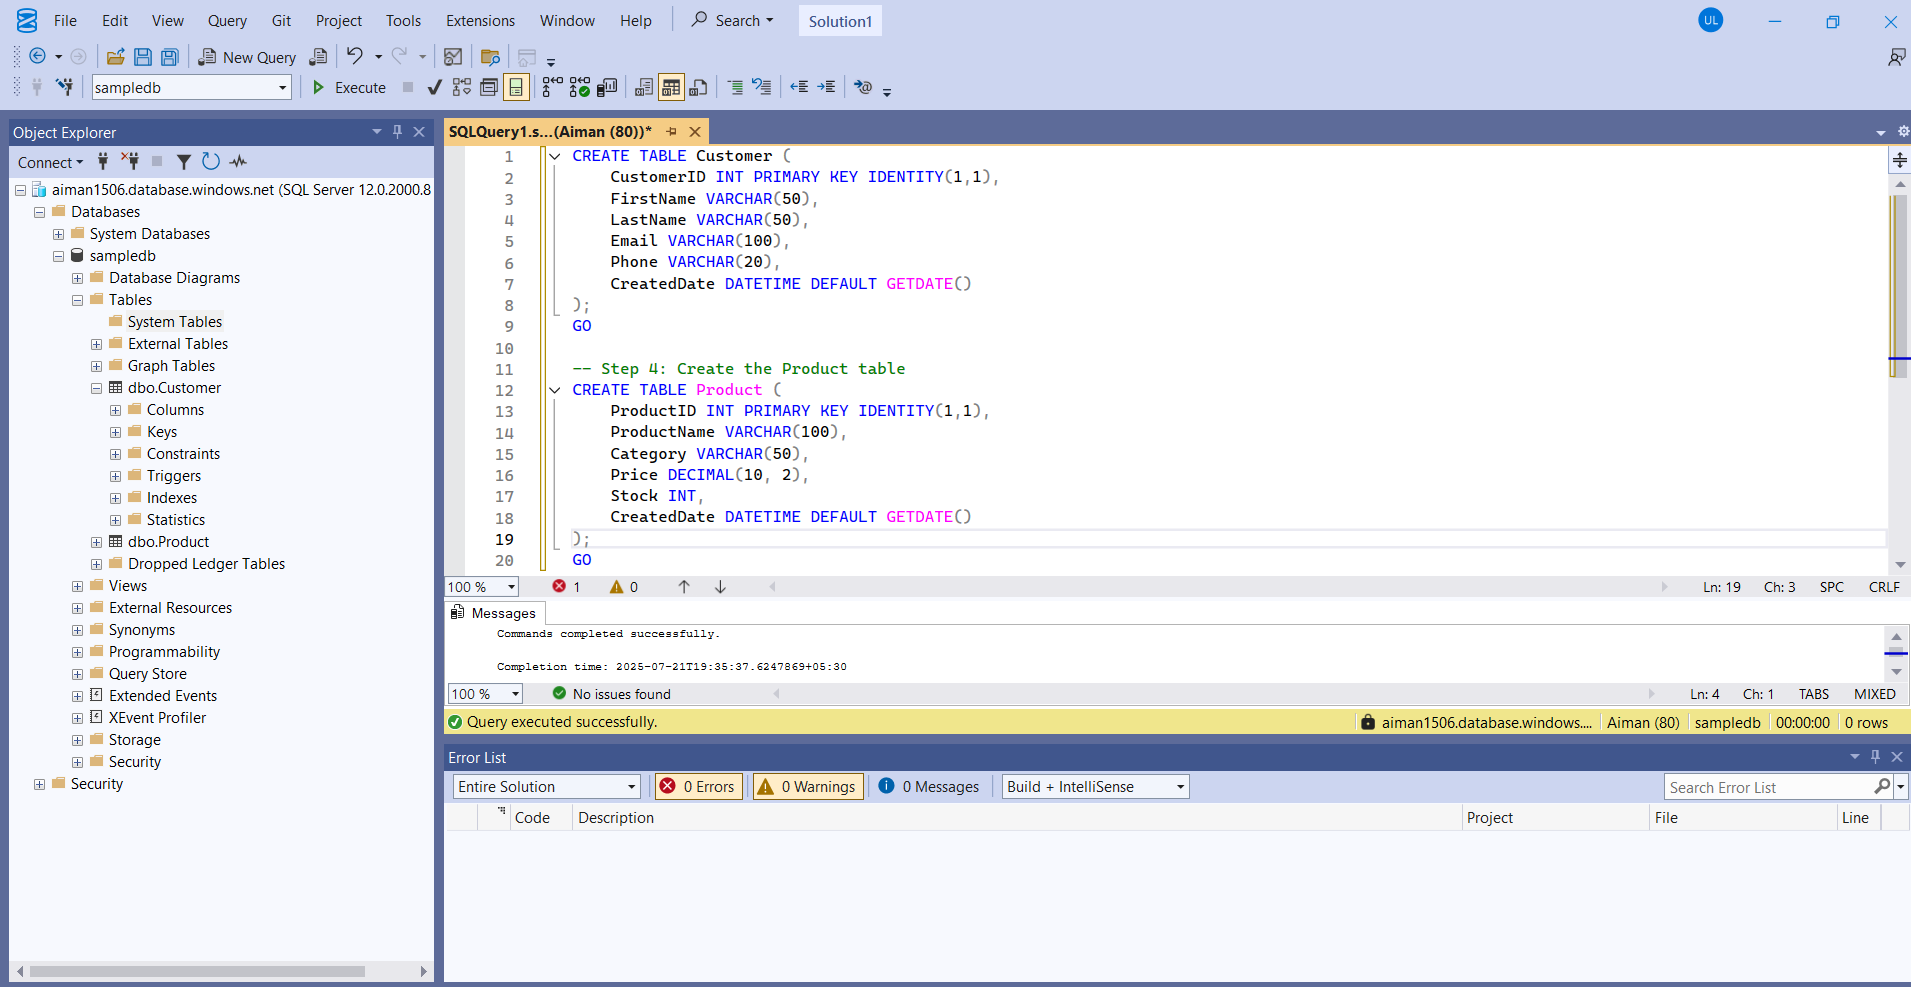 File Edit View Query Git Project Tools Extensions Window Help Search Solution1 UL
New Query
sampledb Execute
Object Explorer
Connect
aiman1506.database.windows.net (SQL Server 12.0.2000.8
Databases
System Databases
sampledb
Database Diagrams
Tables
System Tables
External Tables
Graph Tables
dbo.Customer
Columns
Keys
Constraints
Triggers
Indexes
Statistics
dbo.Product
Dropped Ledger Tables
Views
External Resources
Synonyms
Programmability
Query Store
Extended Events
XEvent Profiler
Storage
Security
Security
SQLQuery1.s...(Aiman (80))*
1 CREATE TABLE Customer (
2 CustomerID INT PRIMARY KEY IDENTITY(1,1),
3 FirstName VARCHAR(50),
4 LastName VARCHAR(50),
5 Email VARCHAR(100),
6 Phone VARCHAR(20),
7 CreatedDate DATETIME DEFAULT GETDATE()
8 );
9 GO
10
11 -- Step 4: Create the Product table
12 CREATE TABLE Product (
13 ProductID INT PRIMARY KEY IDENTITY(1,1),
14 ProductName VARCHAR(100),
15 Category VARCHAR(50),
16 Price DECIMAL(10, 2),
17 Stock INT,
18 CreatedDate DATETIME DEFAULT GETDATE()
19 );
20 GO
100 % 1 0 Ln: 19 Ch: 3 SPC CRLF
Messages
Commands completed successfully.
Completion time: 2025-07-21T19:35:37.6247869+05:30
100 % No issues found Ln: 4 Ch: 1 TABS MIXED
Query executed successfully. aiman1506.database.windows.... Aiman (80) sampledb 00:00:00 0 rows
Error List
Entire Solution 0 Errors 0 Warnings 0 Messages Build + IntelliSense Search Error List
Code Description Project File Line